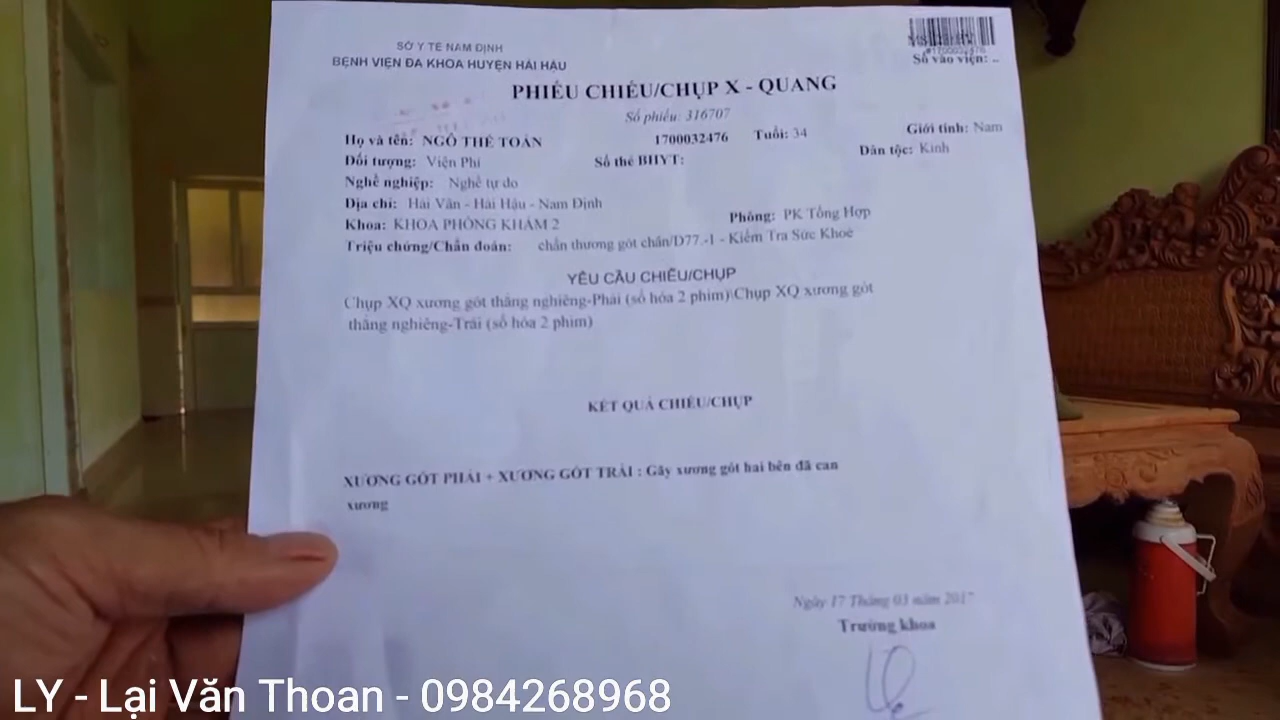 SỞ Y TẾ NAM ĐỊNH
BỆNH VIỆN ĐA KHOA HUYỆN HẢI HẬU
#1700032476
Số vào viện: ..
PHIẾU CHIẾU/CHỤP X - QUANG
Số phiếu: 316707
Họ và tên: NGÔ THẾ TOẢN 1700032476 Tuổi: 34 Giới tính: Nam
Đối tượng: Viện Phí Số thẻ BHYT: Dân tộc: Kinh
Nghề nghiệp: Nghề tự do
Địa chỉ: Hải Vân - Hải Hậu - Nam Định
Khoa: KHOA PHÒNG KHÁM 2 Phòng: PK Tổng Hợp
Triệu chứng/Chẩn đoán: chấn thương gót chân/D77.-1 - Kiểm Tra Sức Khoẻ
YÊU CẦU CHIẾU/CHỤP
Chụp XQ xương gót thẳng nghiêng-Phải (số hóa 2 phim)\Chụp XQ xương gót
thẳng nghiêng-Trái (số hóa 2 phim)
KẾT QUẢ CHIẾU/CHỤP
XƯƠNG GÓT PHẢI + XƯƠNG GÓT TRÁI : Gãy xương gót hai bên đã can
xương
Ngày 17 Tháng 03 năm 2017
Trưởng khoa
LY - Lại Văn Thoan - 0984268968